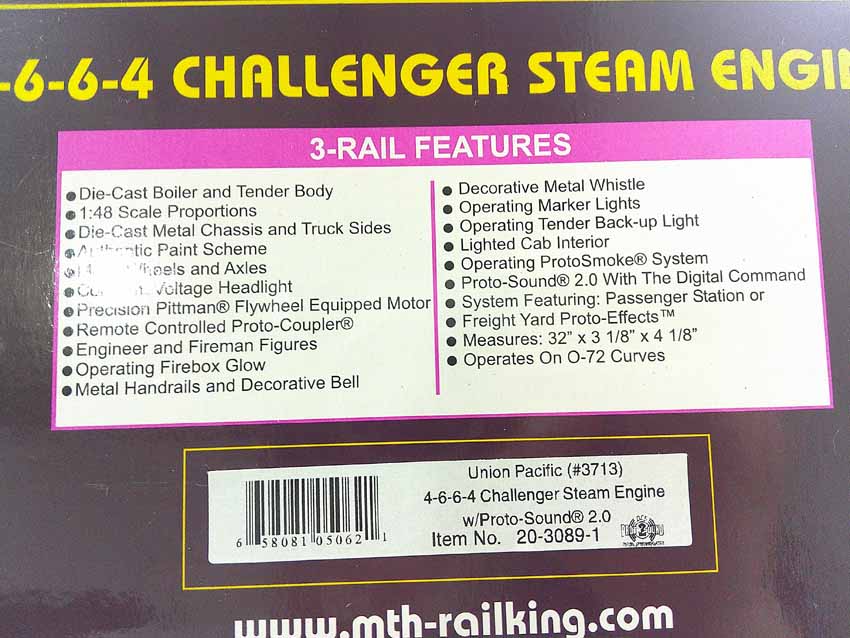 -6-6-4 CHALLENGER STEAM ENGI
3-RAIL FEATURES
● Die-Cast Boiler and Tender Body
● 1:48 Scale Proportions
● Die-Cast Metal Chassis and Truck Sides
● Authentic Paint Scheme
● Wheels and Axles
● Voltage Headlight
● Precision Pittman® Flywheel Equipped Motor
● Remote Controlled Proto-Coupler®
● Engineer and Fireman Figures
● Operating Firebox Glow
● Metal Handrails and Decorative Bell
● Decorative Metal Whistle
● Operating Marker Lights
● Operating Tender Back-up Light
● Lighted Cab Interior
● Operating ProtoSmoke® System
● Proto-Sound® 2.0 With The Digital Command
● System Featuring: Passenger Station or
● Freight Yard Proto-Effects™
● Measures: 32” x 3 1/8” x 4 1/8”
● Operates On O-72 Curves
Union Pacific (#3713)
4-6-6-4 Challenger Steam Engine
w/Proto-Sound® 2.0
Item No. 20-3089-1
6 58081 05062 1
www.mth-railking.com